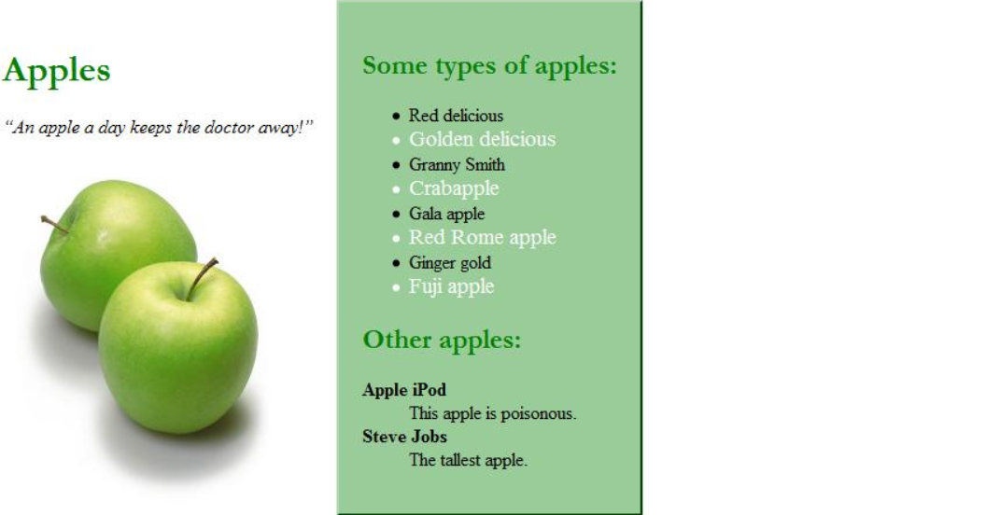 Apples
“An apple a day keeps the doctor away!”
Some types of apples:
• Red delicious
• Golden delicious
• Granny Smith
• Crabapple
• Gala apple
• Red Rome apple
• Ginger gold
• Fuji apple
Other apples:
Apple iPod
This apple is poisonous.
Steve Jobs
The tallest apple.